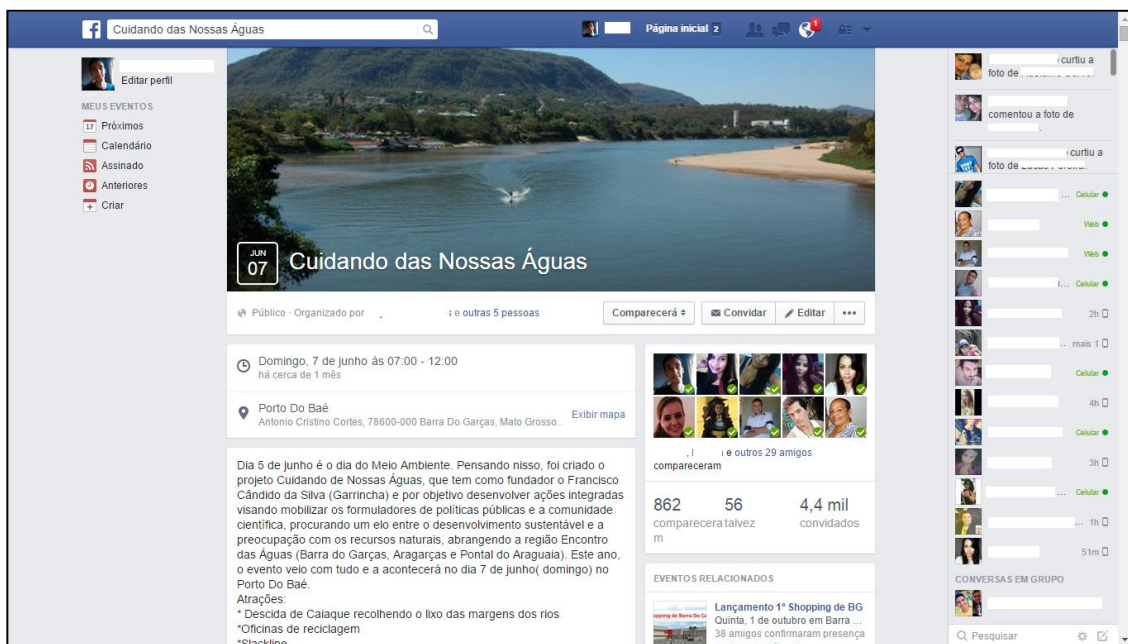 Cuidando das Nossas Águas
Página inicial 2
1
Editar perfil
MEUS EVENTOS
17 Próximos
Calendário
Assinado
Anteriores
Criar
JUN
07
Cuidando das Nossas Águas
Público · Organizado por
e outras 5 pessoas
Comparecerá
Convidar
Editar
Domingo, 7 de junho às 07:00 - 12:00
há cerca de 1 mês
Porto Do Baé
Antonio Cristino Cortes, 78600-000 Barra Do Garças, Mato Grosso..
Exibir mapa
Dia 5 de junho é o dia do Meio Ambiente. Pensando nisso, foi criado o
projeto Cuidando de Nossas Águas, que tem como fundador o Francisco
Cândido da Silva (Garrincha) e por objetivo desenvolver ações integradas
visando mobilizar os formuladores de políticas públicas e a comunidade
científica, procurando um elo entre o desenvolvimento sustentável e a
preocupação com os recursos naturais, abrangendo a região Encontro
das Águas (Barra do Garças, Aragarças e Pontal do Araguaia). Este ano,
o evento veio com tudo e a acontecerá no dia 7 de junho( domingo) no
Porto Do Baé.
Atrações:
* Descida de Caiaque recolhendo o lixo das margens dos rios
*Oficinas de reciclagem
*Slackline
e outros 29 amigos
compareceram
862
comparecera
m
56
talvez
4,4 mil
convidados
EVENTOS RELACIONADOS
Lançamento 1º Shopping de BG
Quinta, 1 de outubro em Barra ...
38 amigos confirmaram presença
curtiu a
foto de
comentou a foto de
curtiu a
foto de
... Celular
Web
Web
... Celular
2h
... mais 1
Celular
4h
Celular
3h
... Celular
... 1h
51m
CONVERSAS EM GRUPO
Pesquisar